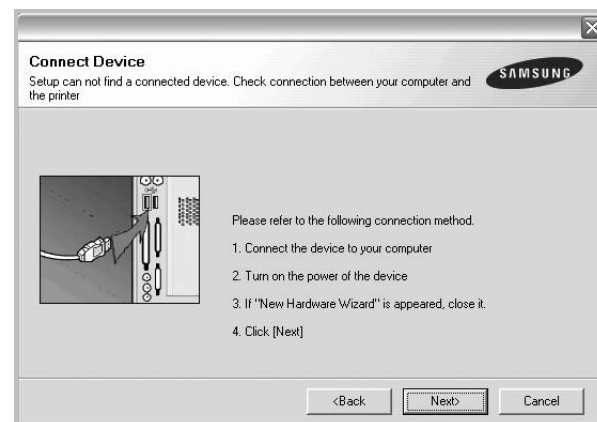 Connect Device
Setup can not find a connected device. Check connection between your computer and
the printer
SAMSUNG
Please refer to the following connection method.
1. Connect the device to your computer
2. Turn on the power of the device
3. If "New Hardware Wizard" is appeared, close it.
4. Click [Next]
<Back
Next>
Cancel